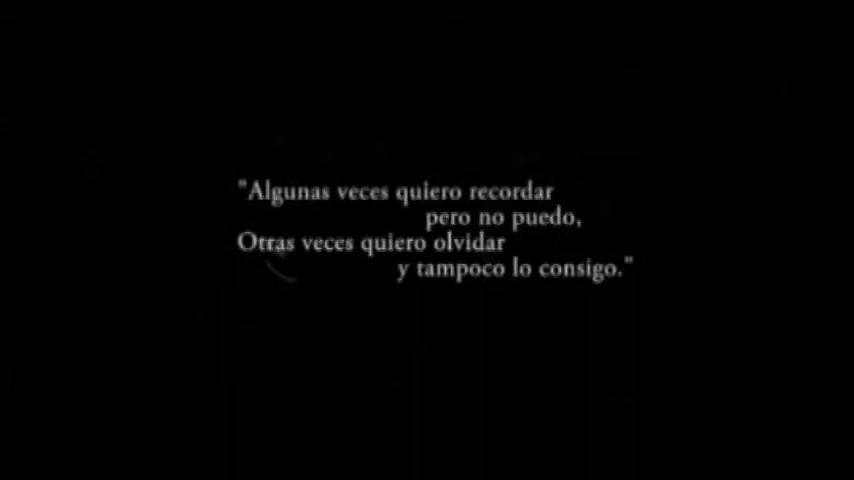 "Algunas veces quiero recordar
pero no puedo,
Otras veces quiero olvidar
y tampoco lo consigo."